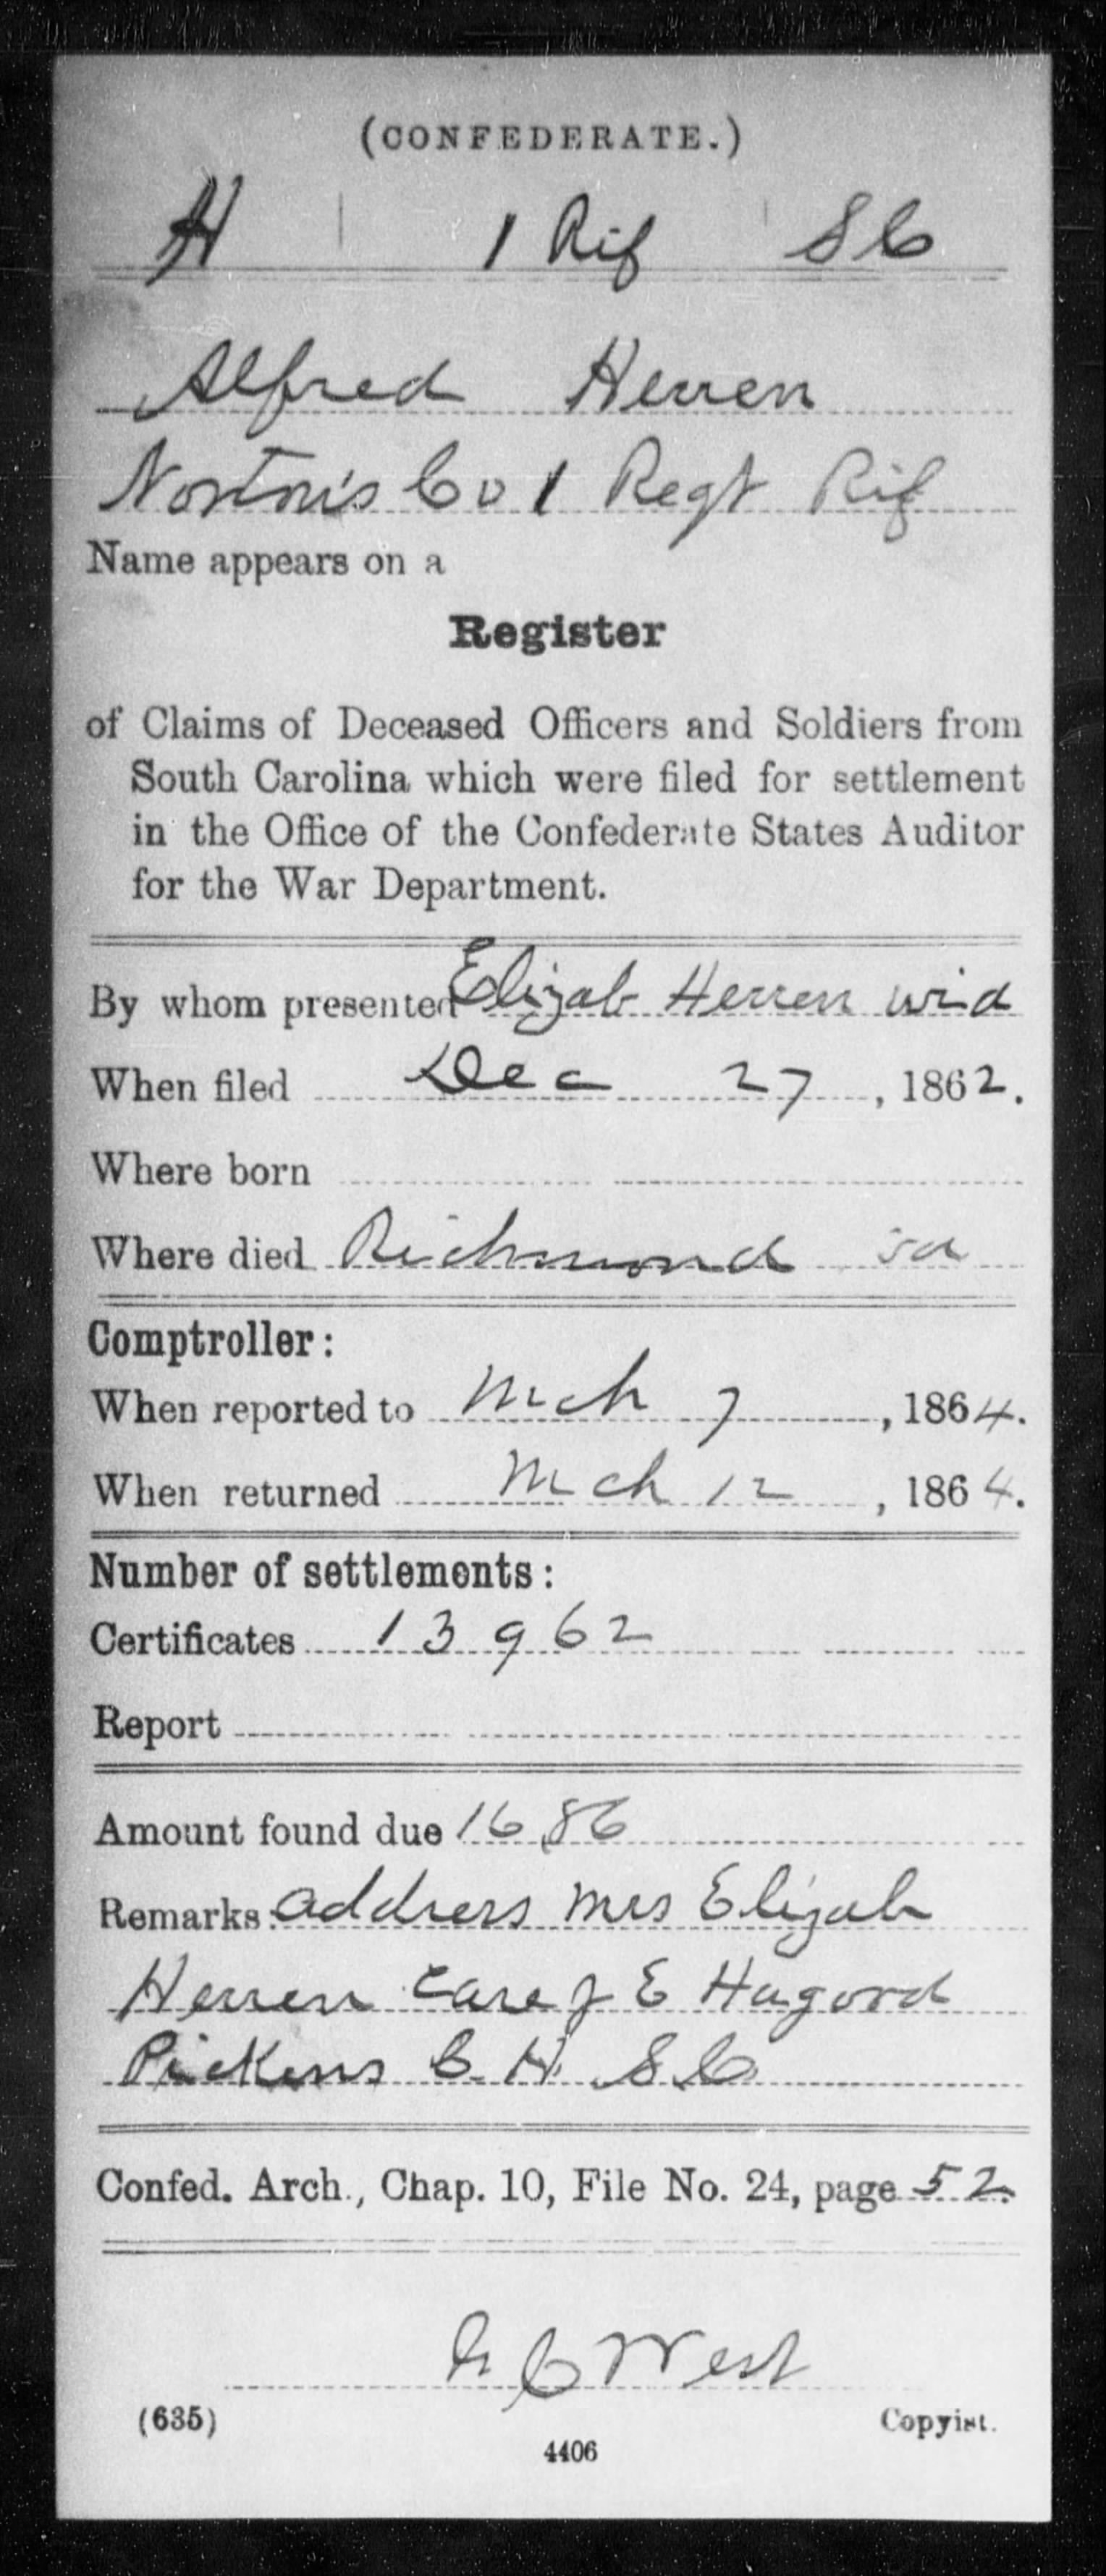 (CONFEDERATE.)
H 1 Rif SC
Alfred Herren
Norton's Co 1 Regt Rif
Name appears on a
Register
of Claims of Deceased Officers and Soldiers from
South Carolina which were filed for settlement
in the Office of the Confederate States Auditor
for the War Department.
By whom presented Elizab Herren wid
When filed Dec 27, 1862.
Where born
Where died Richmond
Comptroller:
When reported to Mch 7, 1864.
When returned Mch 12, 1864.
Number of settlements:
Certificates 13962
Report
Amount found due 16.86
Remarks: address Mrs Elizab
Herren care J E Hagood
Pickens C. H. SC
Confed. Arch., Chap. 10, File No. 24, page 52.
C West
(635)
Copyist.
4406